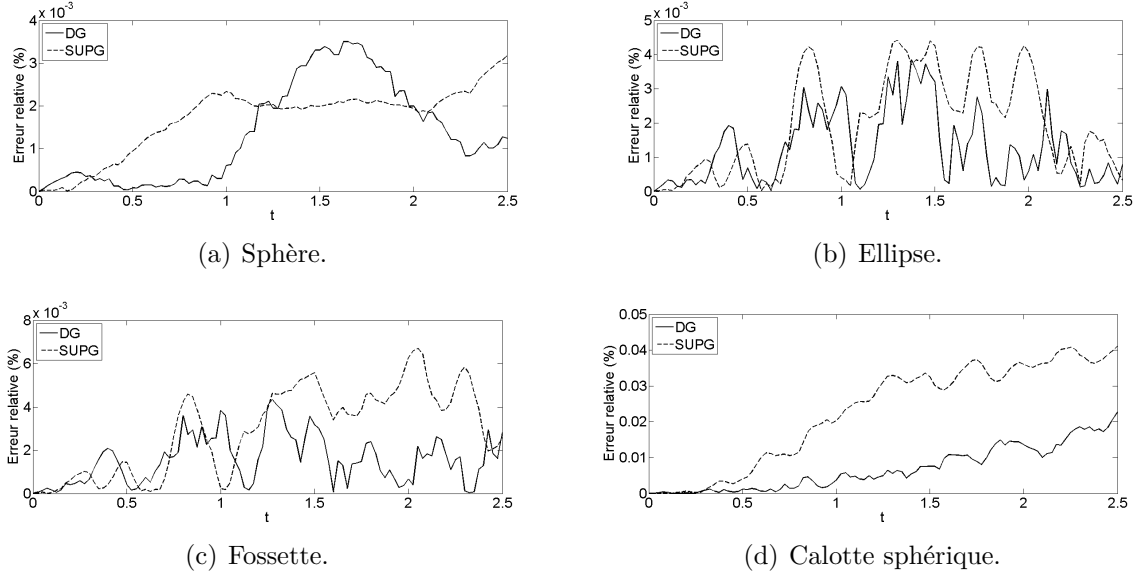 x 10⁻³
4
3
2
1
0
Erreur relative (%)
DG
SUPG
0 0.5 1 1.5 2 2.5
t
(a) Sphère.
x 10⁻³
5
4
3
2
1
0
Erreur relative (%)
DG
SUPG
0 0.5 1 1.5 2 2.5
t
(b) Ellipse.
x 10⁻³
8
6
4
2
0
Erreur relative (%)
DG
SUPG
0 0.5 1 1.5 2 2.5
t
(c) Fossette.
0.05
0.04
0.03
0.02
0.01
0
Erreur relative (%)
DG
SUPG
0 0.5 1 1.5 2 2.5
t
(d) Calotte sphérique.